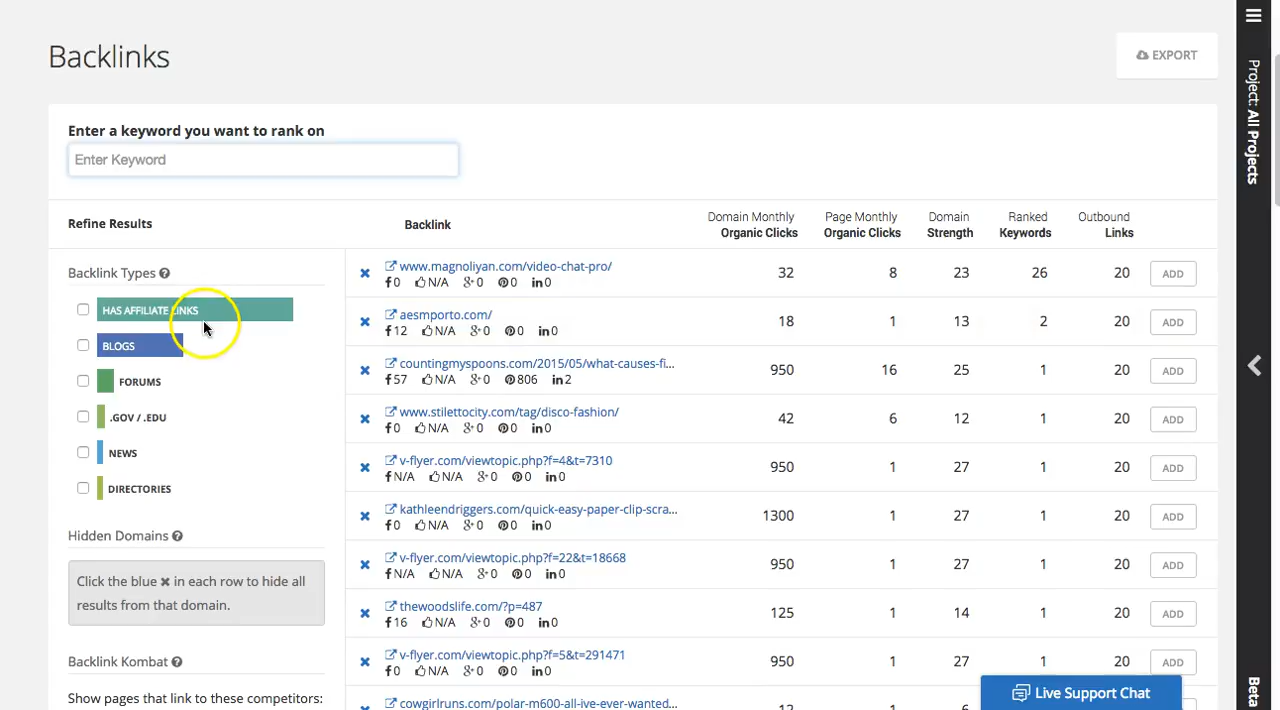 Backlinks
EXPORT
Enter a keyword you want to rank on
Enter Keyword
Refine Results
Backlink Types
HAS AFFILIATE LINKS
BLOGS
FORUMS
.GOV / .EDU
NEWS
DIRECTORIES
Hidden Domains
Click the blue ✖ in each row to hide all
results from that domain.
Backlink Kombat
Show pages that link to these competitors:
Backlink Domain Monthly Organic Clicks Page Monthly Organic Clicks Domain Strength Ranked Keywords Outbound Links
www.magnoliyan.com/video-chat-pro/ 32 8 23 26 20 ADD
0 N/A 0 0 0
aesmporto.com/ 18 1 13 2 20 ADD
12 N/A 0 0 0
countingmyspoons.com/2015/05/what-causes-fi... 950 16 25 1 20 ADD
57 N/A 0 806 2
www.stilettocity.com/tag/disco-fashion/ 42 6 12 1 20 ADD
0 N/A 0 0 0
v-flyer.com/viewtopic.php?f=4&t=7310 950 1 27 1 20 ADD
N/A N/A 0 0 0
kathleendriggers.com/quick-easy-paper-clip-scra... 1300 1 27 1 20 ADD
0 N/A 0 0 0
v-flyer.com/viewtopic.php?f=22&t=18668 950 1 27 1 20 ADD
N/A N/A 0 0 0
thewoodslife.com/?p=487 125 1 14 1 20 ADD
16 N/A 0 0 0
v-flyer.com/viewtopic.php?f=5&t=291471 950 1 27 1 20 ADD
0 N/A 0 0 0
cowgirlruns.com/polar-m600-all-ive-ever-wanted... 12 6
Live Support Chat
Project: All Projects
Beta